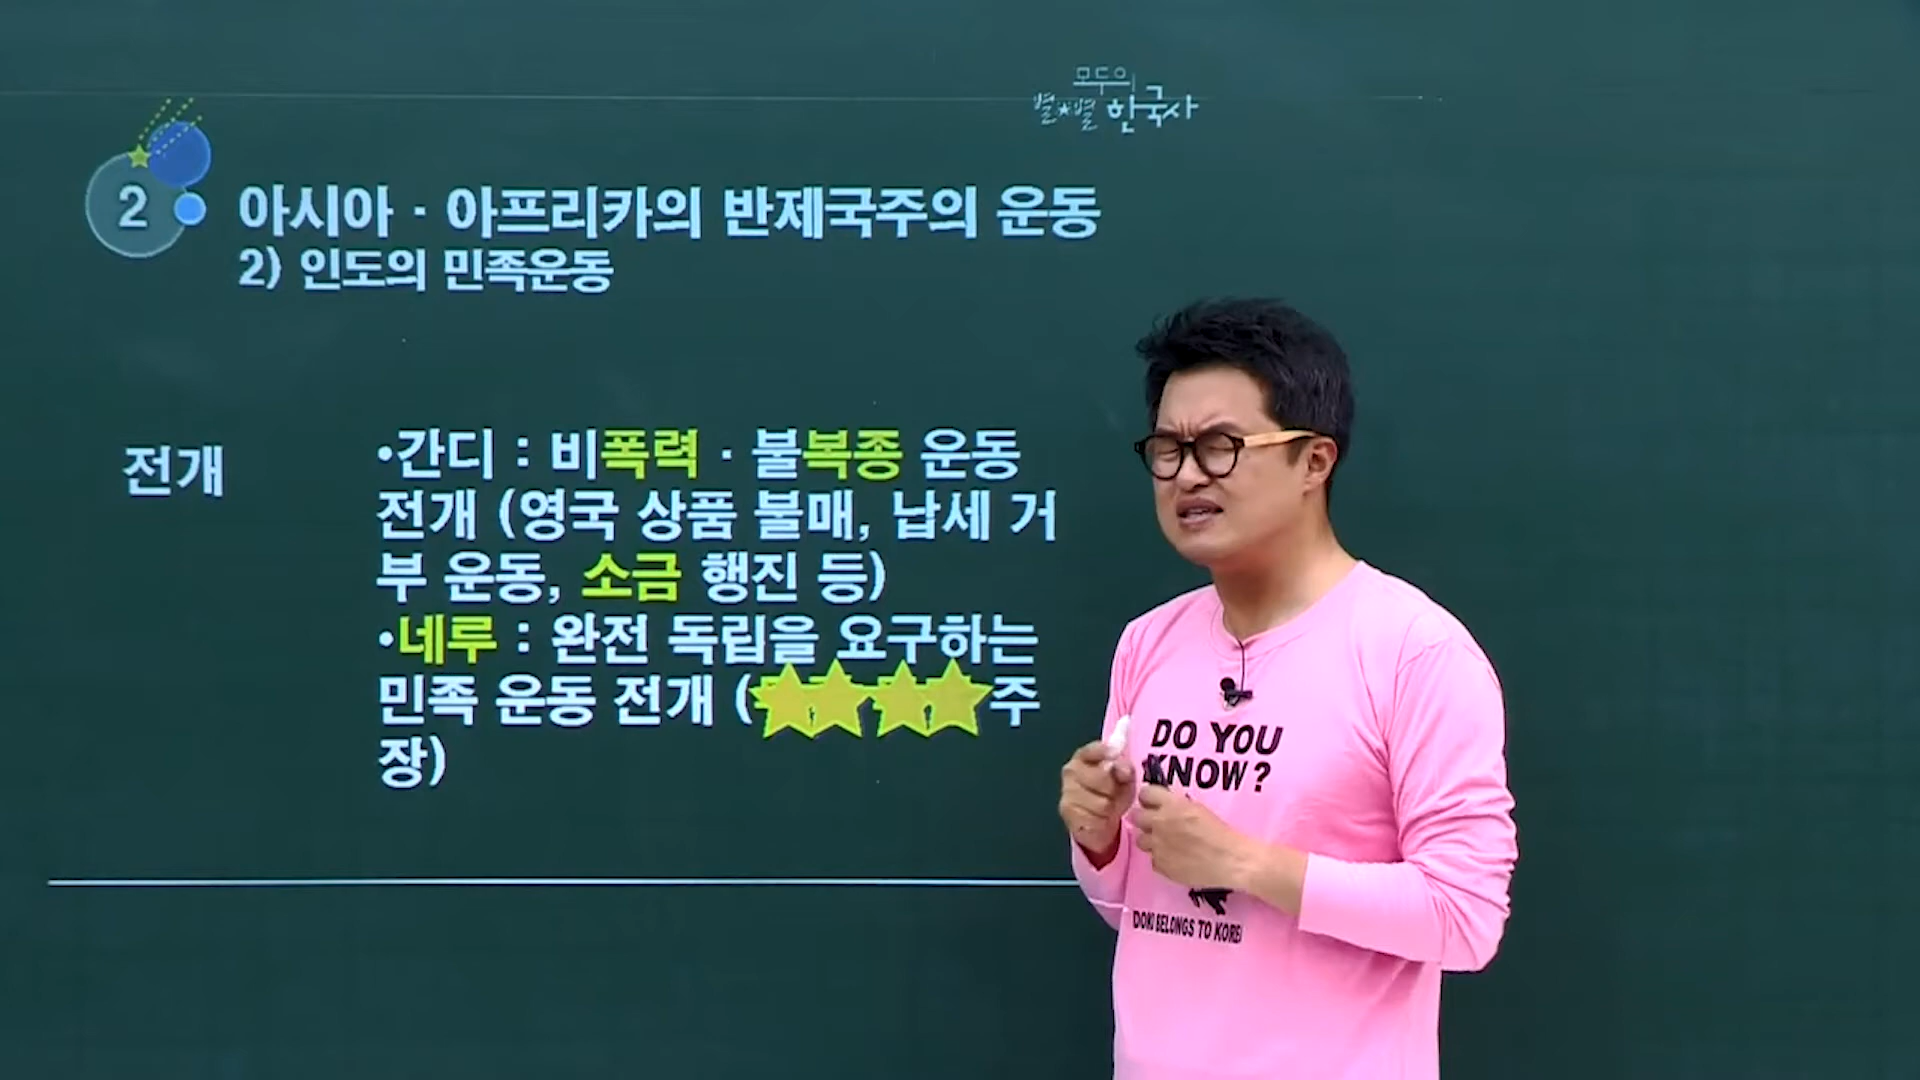 모두의
별★별 한국사
2 아시아 · 아프리카의 반제국주의 운동
2) 인도의 민족운동
전개
•간디 : 비폭력 · 불복종 운동
전개 (영국 상품 불매, 납세 거
부 운동, 소금 행진 등)
•네루 : 완전 독립을 요구하는
민족 운동 전개 (★★★★주
장)
DO YOU
KNOW?
BELONGS TO